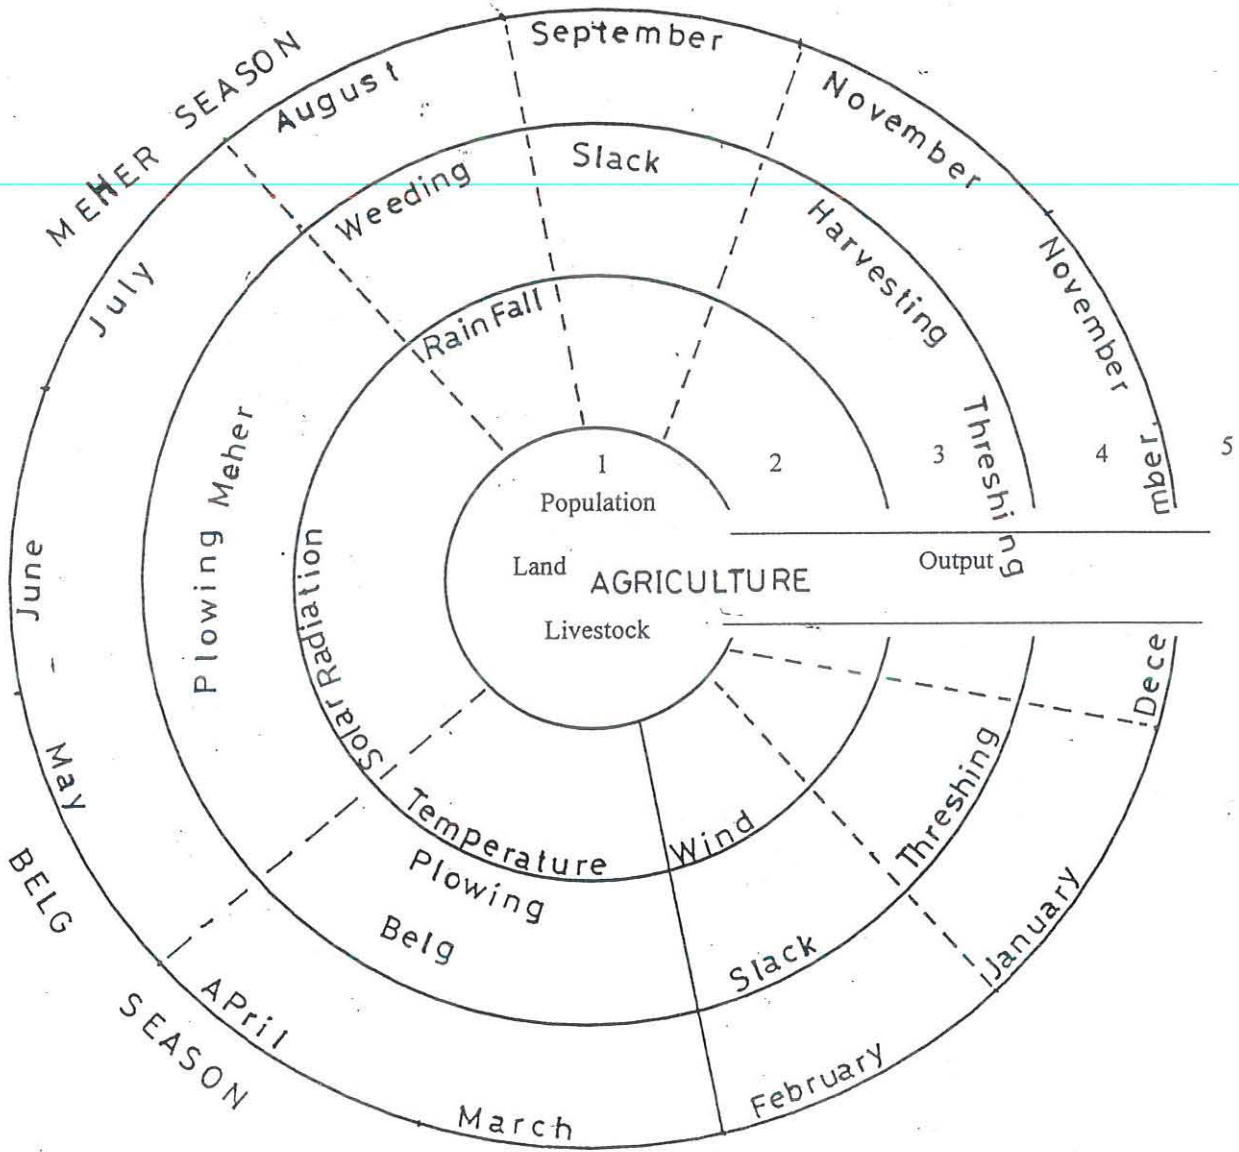 MEHER SEASON
September
August
November
July
November
June
mber
May
Dece
April
January
March
February
BELG
SEASON
Weeding
Slack
Harvesting
Threshing
Plowing Meher
Plowing
Belg
Slack
Threshing
RainFall
Solar Radiation
Temperature
Wind
1
2
3
4
5
Population
Land
AGRICULTURE
Livestock
Output